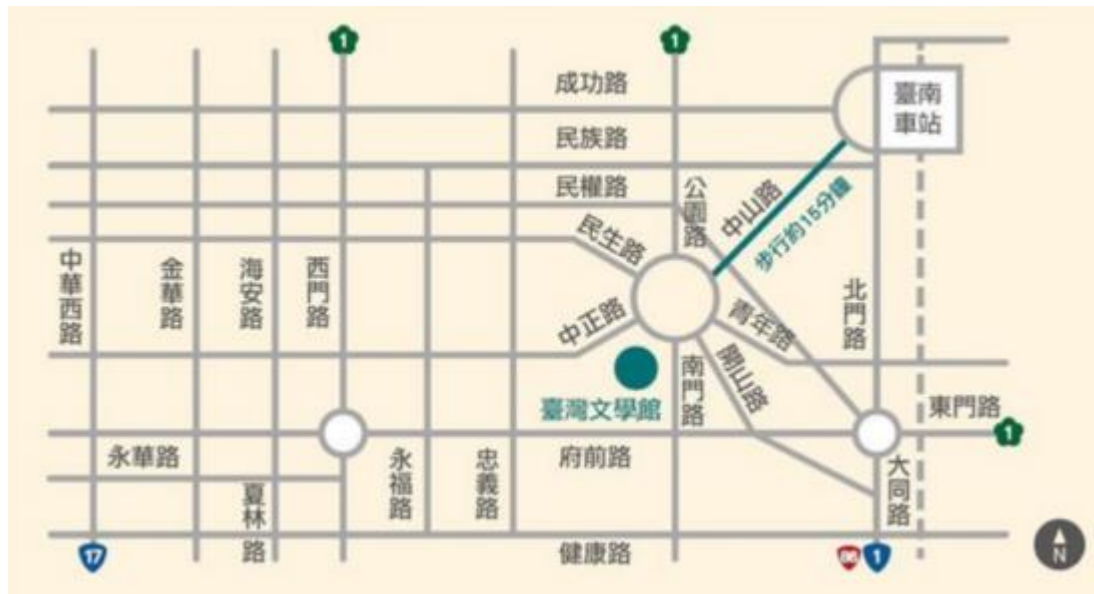 1
1
成功路
臺南
車站
民族路
民權路
公園路
中山路
步行約15分鐘
民生路
中華西路
金華路
海安路
西門路
北門路
中正路
青年路
開山路
南門路
臺灣文學館
東門路
1
永華路
永福路
忠義路
府前路
大同路
夏林路
健康路
17
86
1
N